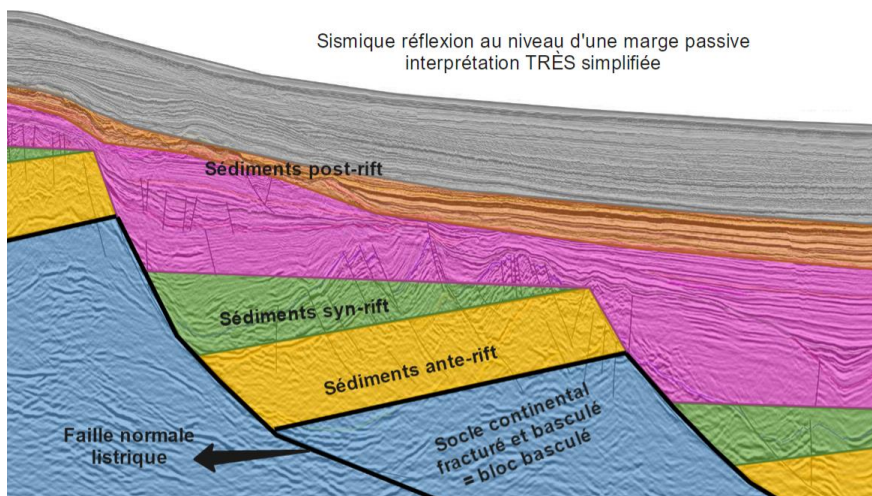 Sismique réflexion au niveau d'une marge passive
interprétation TRÈS simplifiée
Sédiments post-rift
Sédiments syn-rift
Sédiments ante-rift
Faille normale
listrique
Socle continental
fracturé et basculé
= bloc basculé